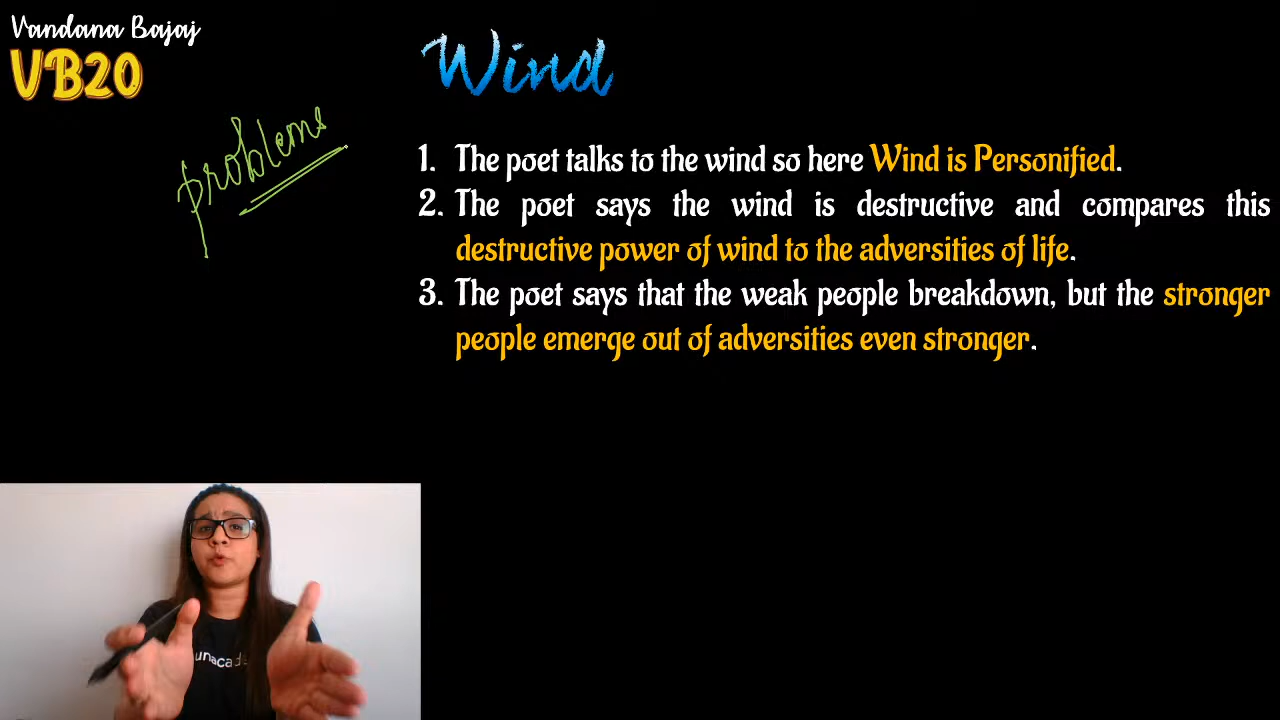 Vandana Bajaj
VB20
Wind
problems
1. The poet talks to the wind so here Wind is Personified.
2. The poet says the wind is destructive and compares this
destructive power of wind to the adversities of life.
3. The poet says that the weak people breakdown, but the stronger
people emerge out of adversities even stronger.
unacade